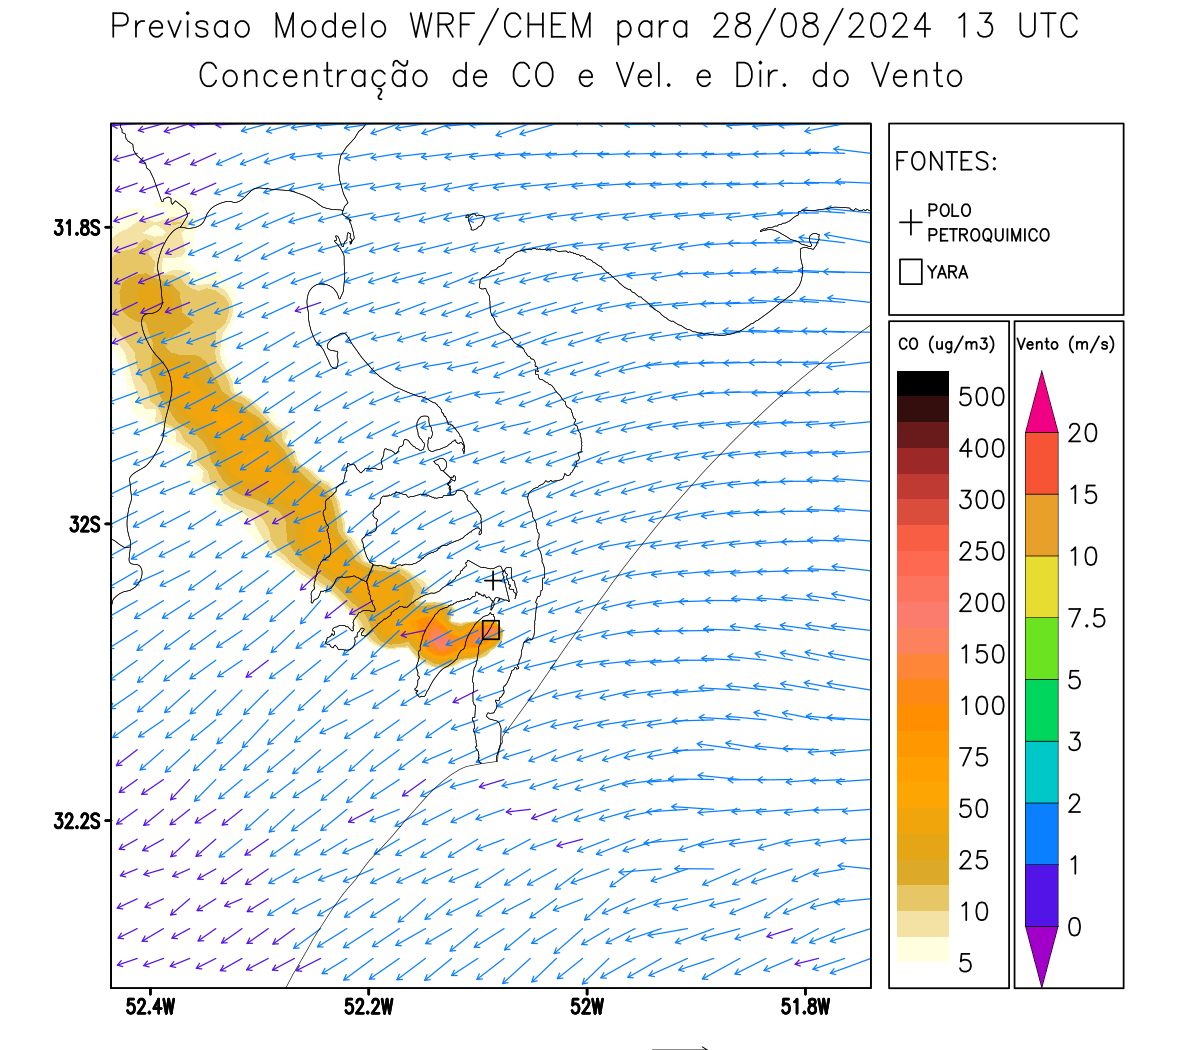 Previsao Modelo WRF/CHEM para 28/08/2024 13 UTC
Concentração de CO e Vel. e Dir. do Vento
FONTES:
POLO
PETROQUIMICO
YARA
CO (ug/m3)
500
400
300
250
200
150
100
75
50
25
10
5
Vento (m/s)
20
15
10
7.5
5
3
2
1
0
31.8S
32S
32.2S
52.4W
52.2W
52W
51.8W